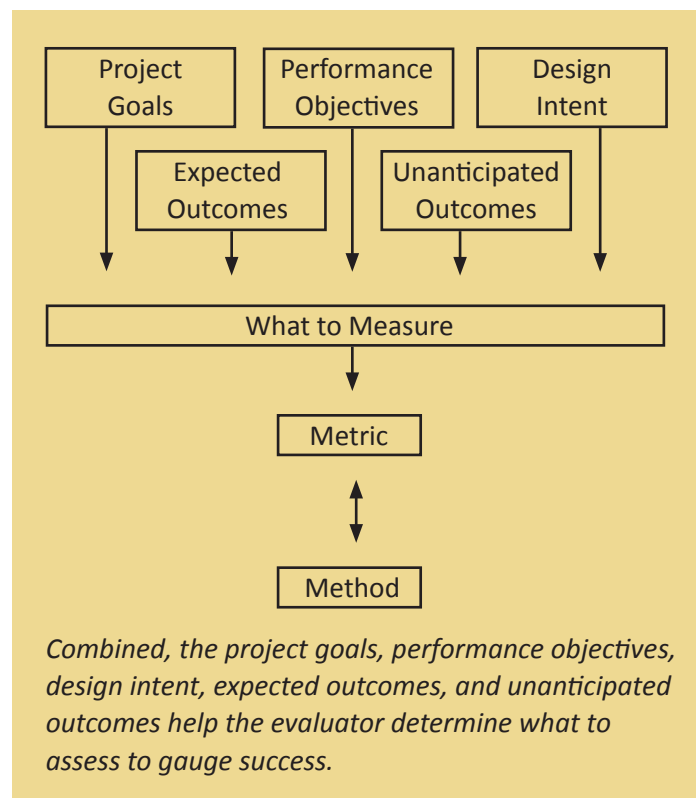 Project
Goals
Performance
Objectives
Design
Intent
Expected
Outcomes
Unanticipated
Outcomes
What to Measure
Metric
Method
Combined, the project goals, performance objectives,
design intent, expected outcomes, and unanticipated
outcomes help the evaluator determine what to
assess to gauge success.